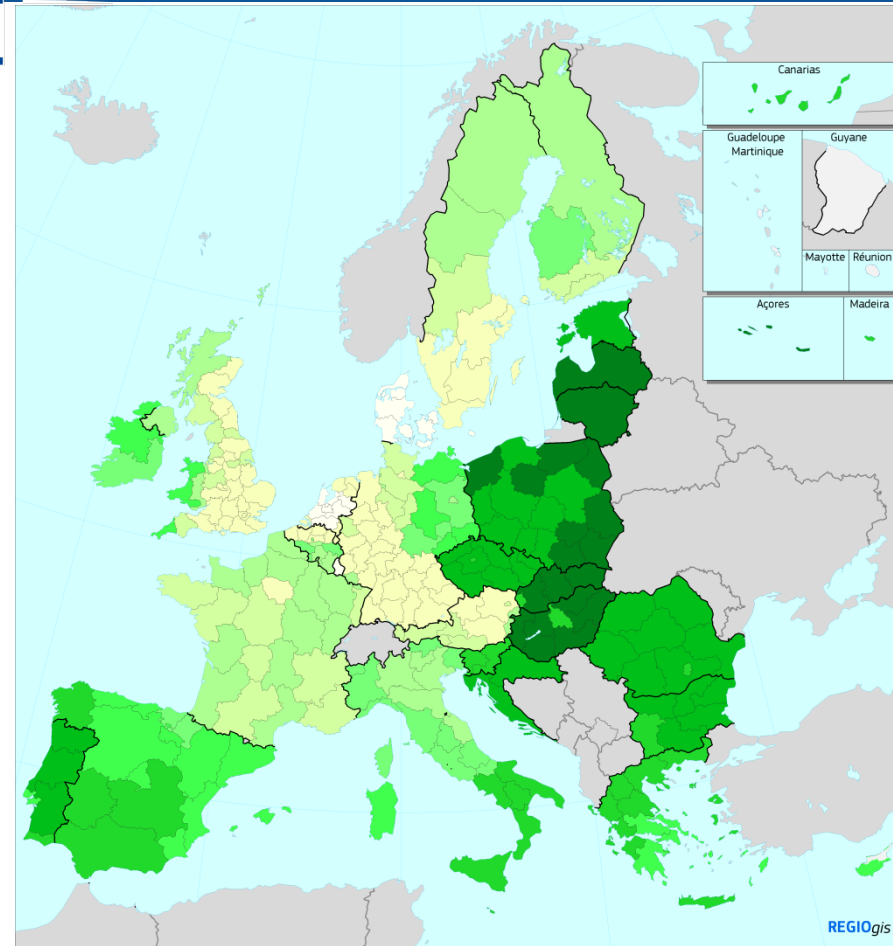 Canarias
Guadeloupe
Martinique
Guyane
Mayotte
Réunion
Açores
Madeira
REGIOgis